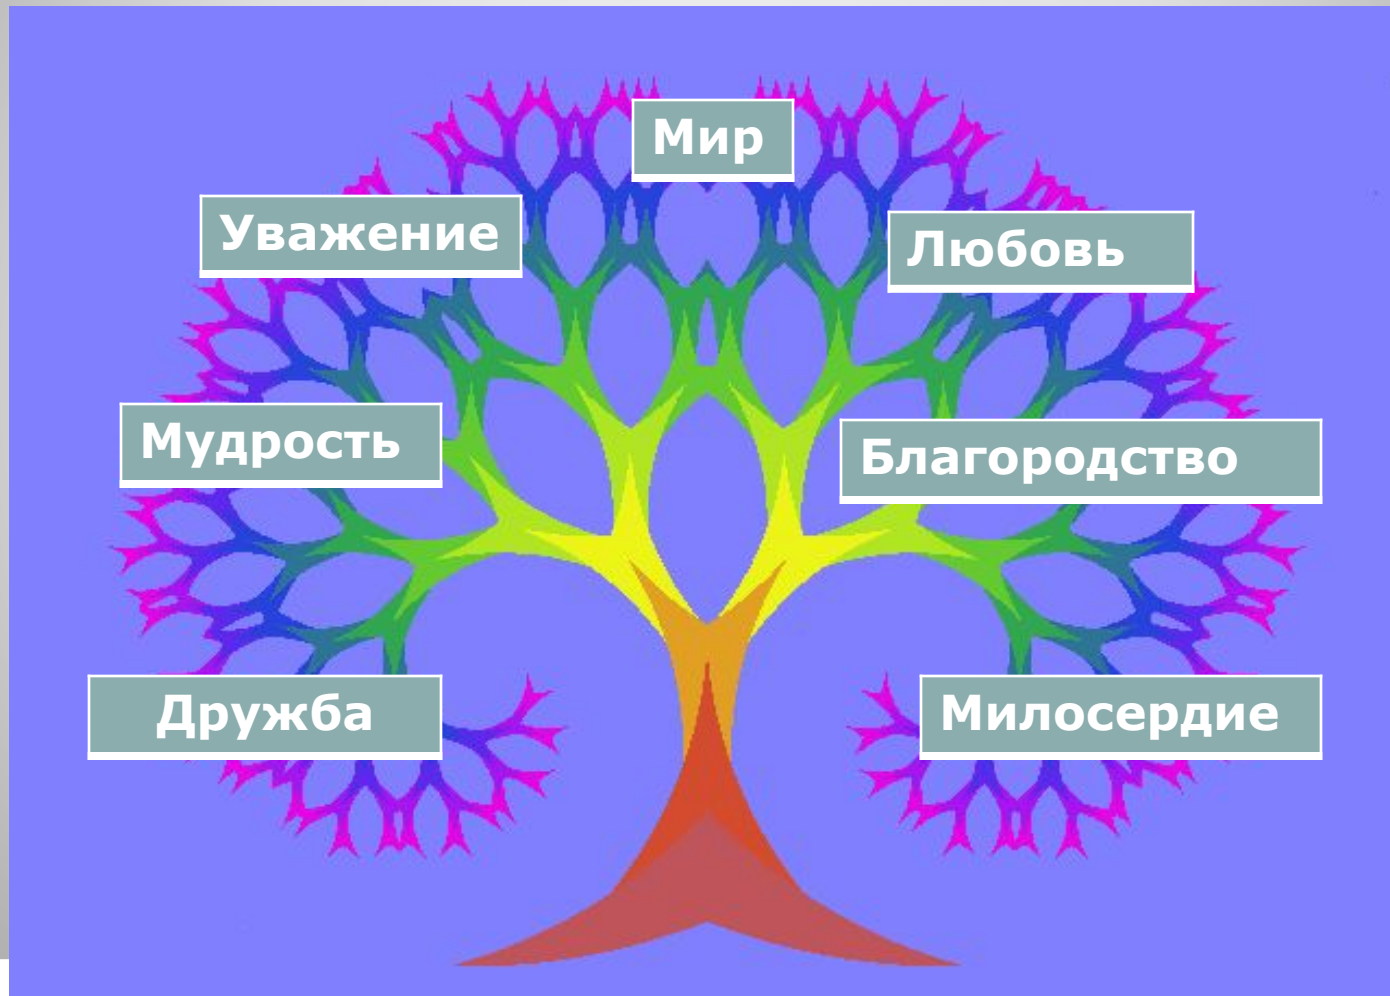 Мир
Уважение
Любовь
Мудрость
Благородство
Дружба
Милосердие